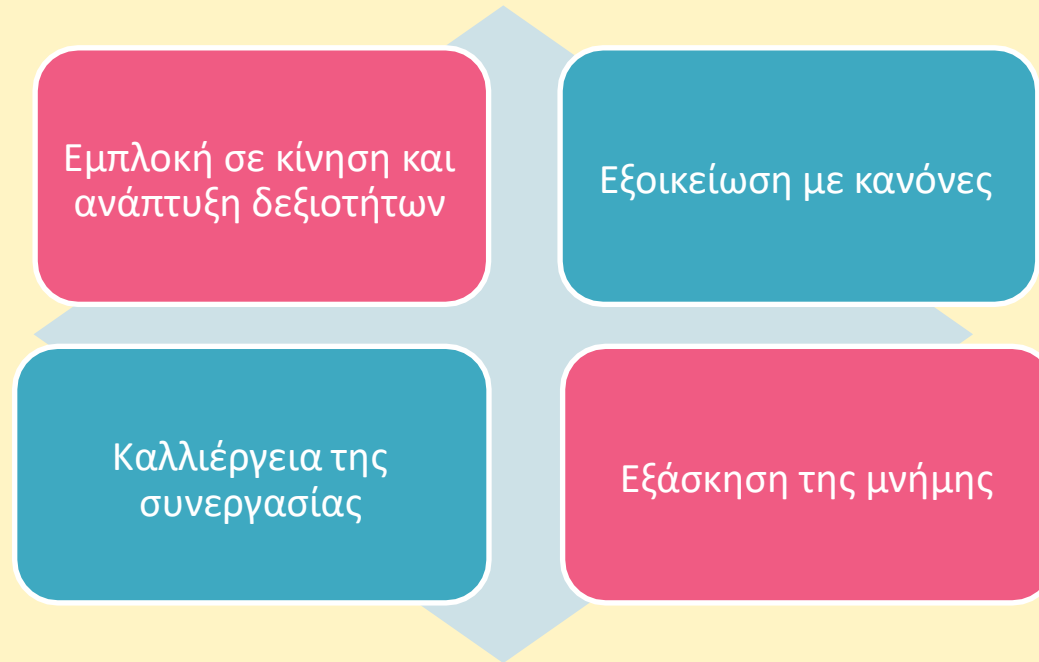 Εμπλοκή σε κίνηση και
ανάπτυξη δεξιοτήτων
Εξοικείωση με κανόνες
Καλλιέργεια της
συνεργασίας
Εξάσκηση της μνήμης